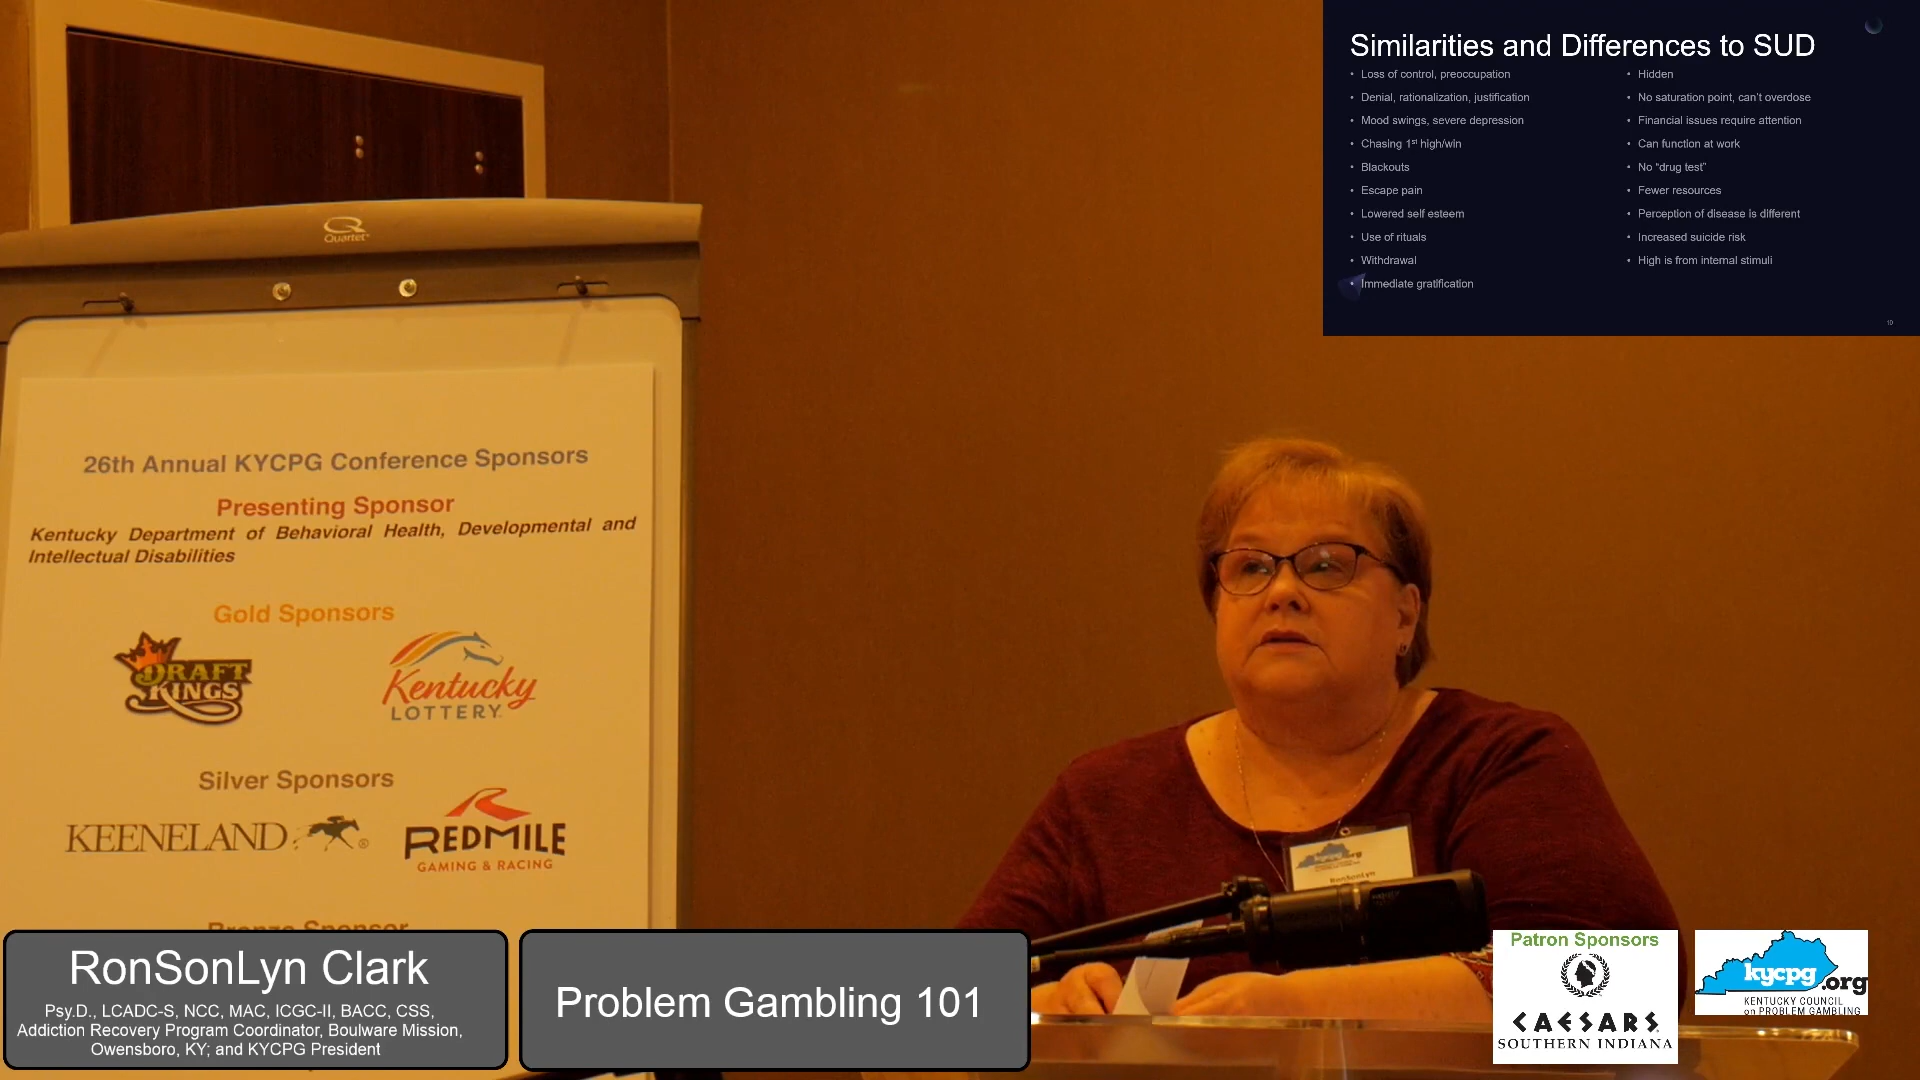 Similarities and Differences to SUD
• Loss of control, preoccupation
• Denial, rationalization, justification
• Mood swings, severe depression
• Chasing 1st high/win
• Blackouts
• Escape pain
• Lowered self esteem
• Use of rituals
• Withdrawal
• Immediate gratification
• Hidden
• No saturation point, can't overdose
• Financial issues require attention
• Can function at work
• No "drug test"
• Fewer resources
• Perception of disease is different
• Increased suicide risk
• High is from internal stimuli
19
Quartet
26th Annual KYCPG Conference Sponsors
Presenting Sponsor
Kentucky Department of Behavioral Health, Developmental and
Intellectual Disabilities
Gold Sponsors
DRAFT
KINGS
Kentucky
LOTTERY
Silver Sponsors
KEENELAND
REDMILE
GAMING & RACING
Bronze Sponsor
.org
RonSonLyn
RonSonLyn Clark
Psy.D., LCADC-S, NCC, MAC, ICGC-II, BACC, CSS,
Addiction Recovery Program Coordinator, Boulware Mission,
Owensboro, KY; and KYCPG President
Problem Gambling 101
Patron Sponsors
CAESARS
SOUTHERN INDIANA
kycpg.org
KENTUCKY COUNCIL
on PROBLEM GAMBLING